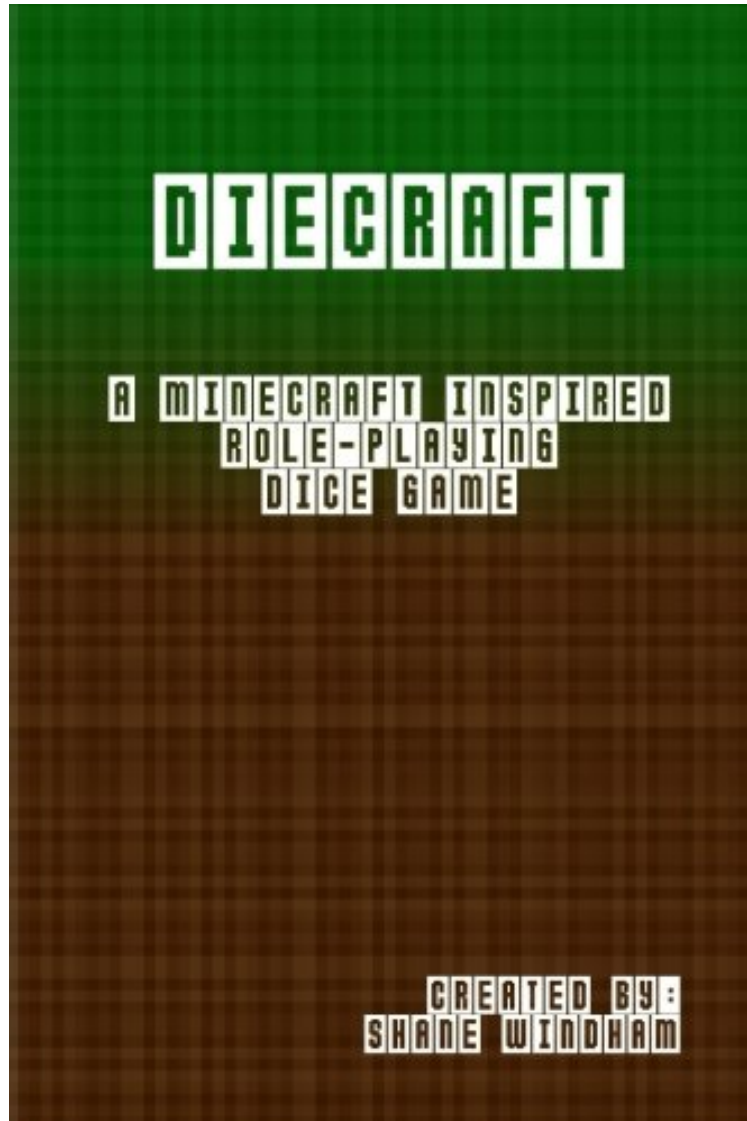 DIECRAFT
A MINECRAFT INSPIRED
ROLE-PLAYING
DICE GAME
CREATED BY:
SHANE WINDHAM